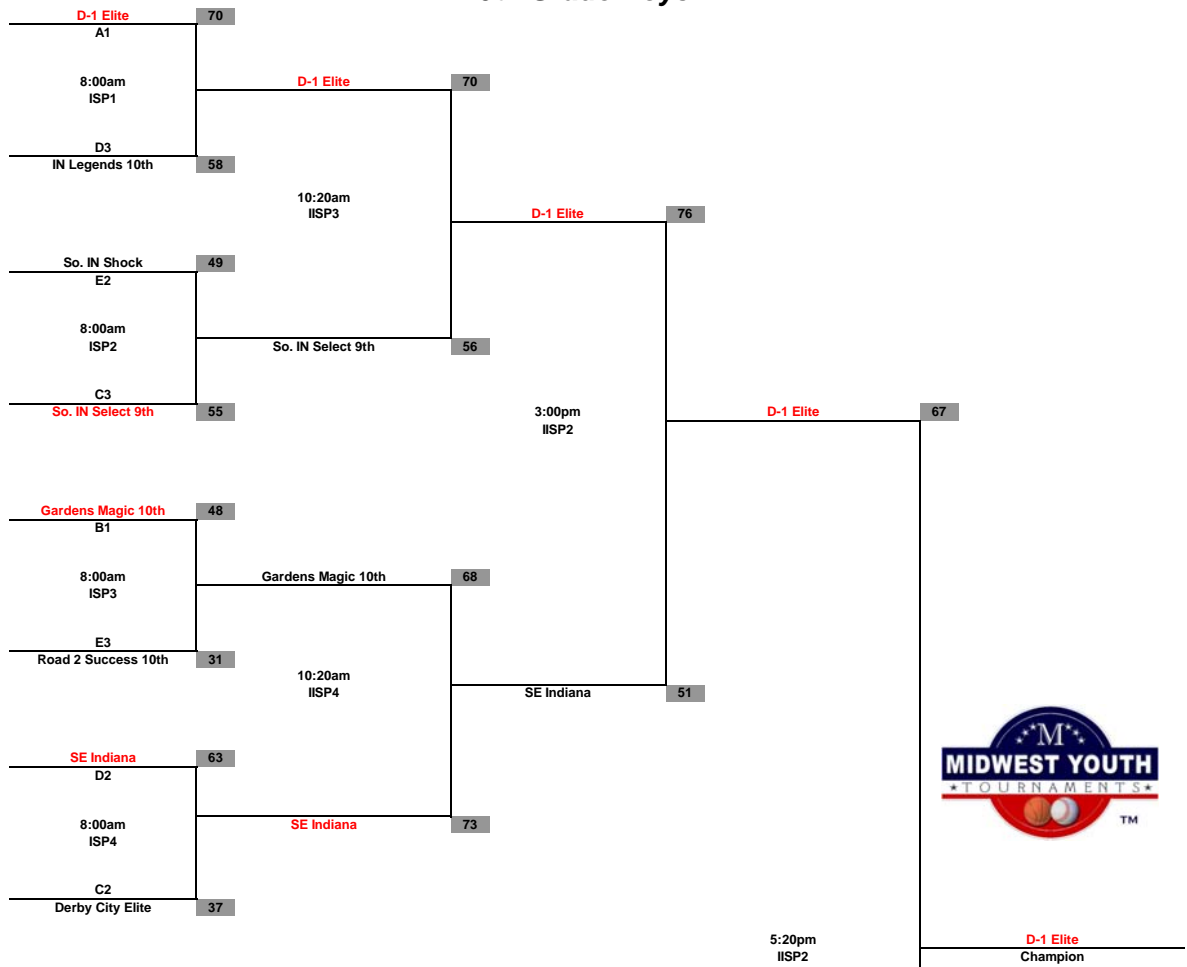 D-1 Elite 70
A1
8:00am
ISP1
D-1 Elite 70
D3
IN Legends 10th 58
10:20am
IISP3
D-1 Elite 76
So. IN Shock 49
E2
8:00am
ISP2
So. IN Select 9th 56
C3
So. IN Select 9th 55
3:00pm
IISP2
D-1 Elite 67
Gardens Magic 10th 48
B1
8:00am
ISP3
Gardens Magic 10th 68
E3
Road 2 Success 10th 31
10:20am
IISP4
SE Indiana 51
SE Indiana 63
D2
8:00am
ISP4
SE Indiana 73
C2
Derby City Elite 37
M
MIDWEST YOUTH
TOURNAMENTS
TM
5:20pm
IISP2
D-1 Elite
Champion